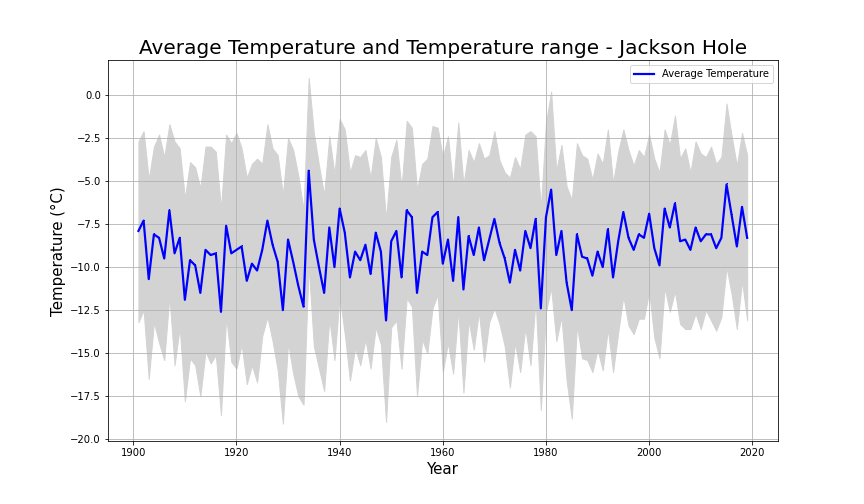 Average Temperature and Temperature range - Jackson Hole
Average Temperature
Temperature (°C)
0.0
−2.5
−5.0
−7.5
−10.0
−12.5
−15.0
−17.5
−20.0
1900 1920 1940 1960 1980 2000 2020
Year